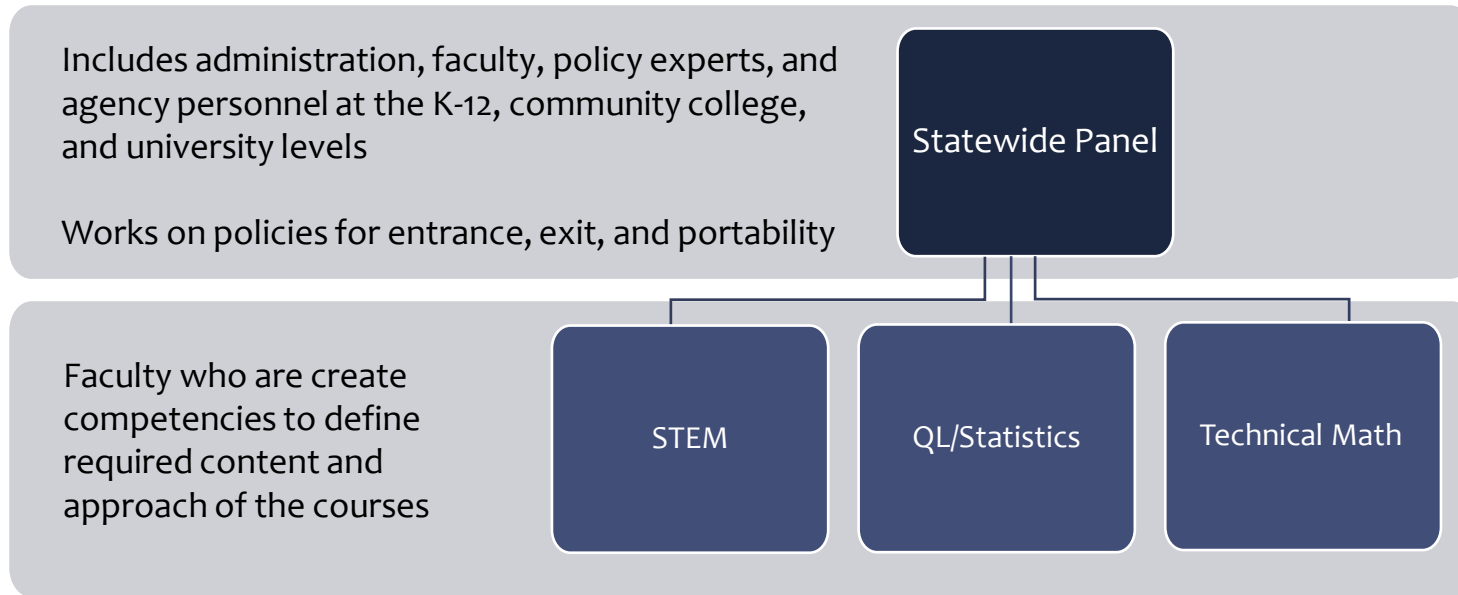 Includes administration, faculty, policy experts, and
agency personnel at the K-12, community college,
and university levels
Works on policies for entrance, exit, and portability
Statewide Panel
Faculty who are create
competencies to define
required content and
approach of the courses
STEM
QL/Statistics
Technical Math